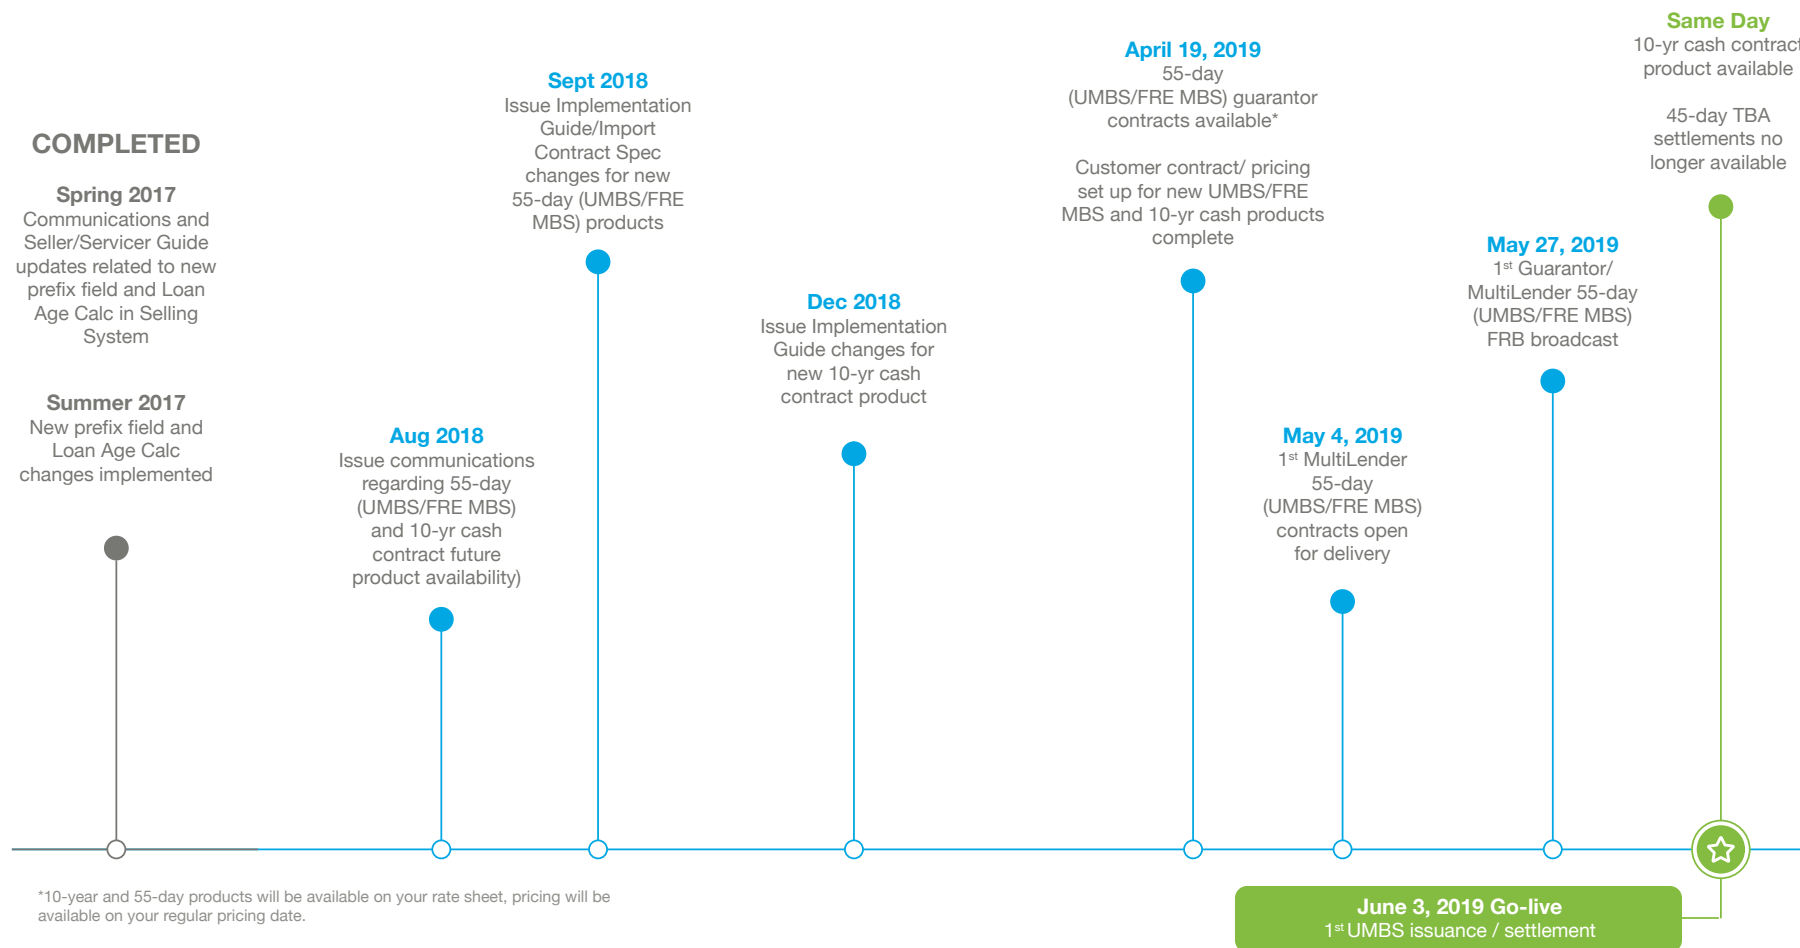 COMPLETED
Spring 2017
Communications and
Seller/Servicer Guide
updates related to new
prefix field and Loan
Age Calc in Selling
System
Summer 2017
New prefix field and
Loan Age Calc
changes implemented
Aug 2018
Issue communications
regarding 55-day
(UMBS/FRE MBS)
and 10-yr cash
contract future
product availability)
Sept 2018
Issue Implementation
Guide/Import
Contract Spec
changes for new
55-day (UMBS/FRE
MBS) products
Dec 2018
Issue Implementation
Guide changes for
new 10-yr cash
contract product
April 19, 2019
55-day
(UMBS/FRE MBS) guarantor
contracts available*
Customer contract/ pricing
set up for new UMBS/FRE
MBS and 10-yr cash products
complete
May 4, 2019
1st MultiLender
55-day
(UMBS/FRE MBS)
contracts open
for delivery
May 27, 2019
1st Guarantor/
MultiLender 55-day
(UMBS/FRE MBS)
FRB broadcast
Same Day
10-yr cash contract
product available
45-day TBA
settlements no
longer available
June 3, 2019 Go-live
1st UMBS issuance / settlement
*10-year and 55-day products will be available on your rate sheet, pricing will be
available on your regular pricing date.